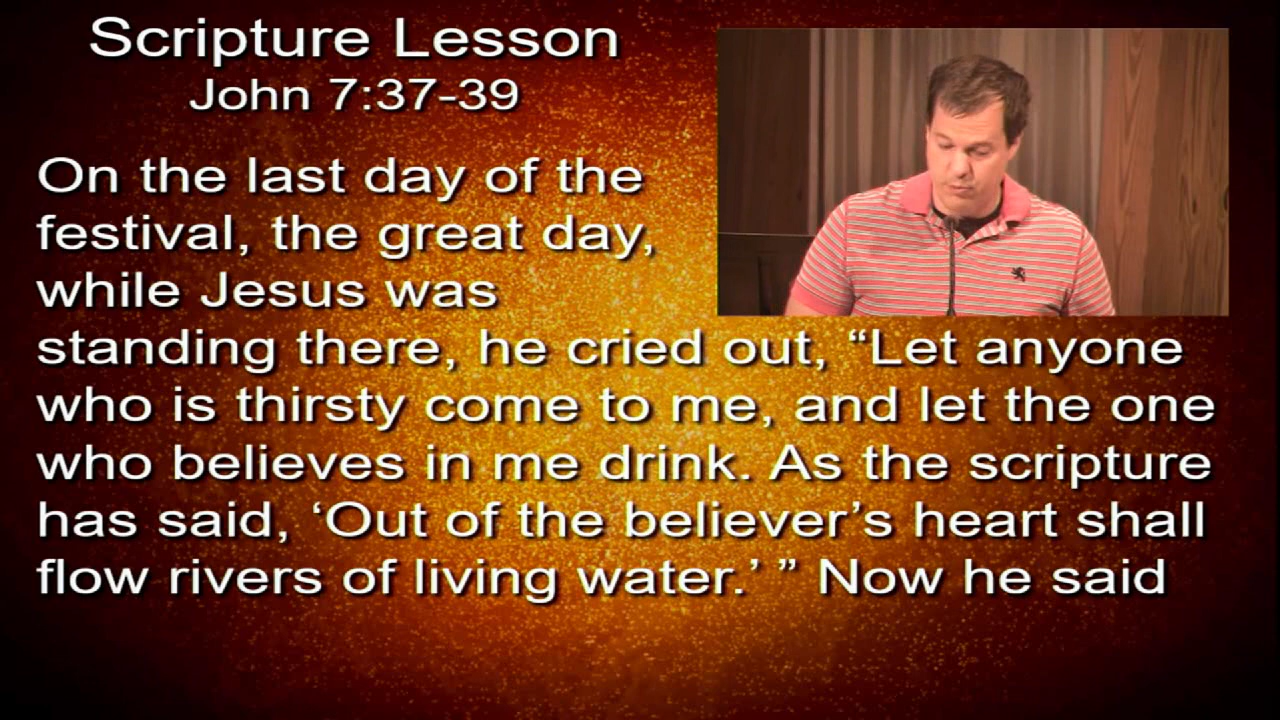 Scripture Lesson
John 7:37-39
On the last day of the
festival, the great day,
while Jesus was
standing there, he cried out, “Let anyone
who is thirsty come to me, and let the one
who believes in me drink. As the scripture
has said, ‘Out of the believer’s heart shall
flow rivers of living water.’ ” Now he said